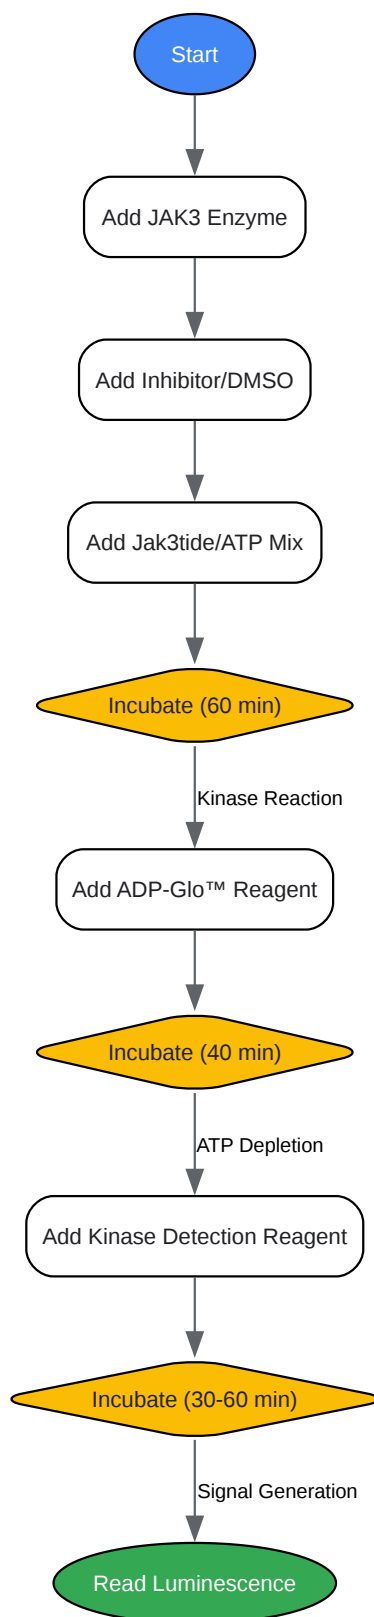 Start
Add JAK3 Enzyme
Add Inhibitor/DMSO
Add Jak3tide/ATP Mix
Incubate (60 min)
Kinase Reaction
Add ADP-Glo™ Reagent
Incubate (40 min)
ATP Depletion
Add Kinase Detection Reagent
Incubate (30-60 min)
Signal Generation
Read Luminescence